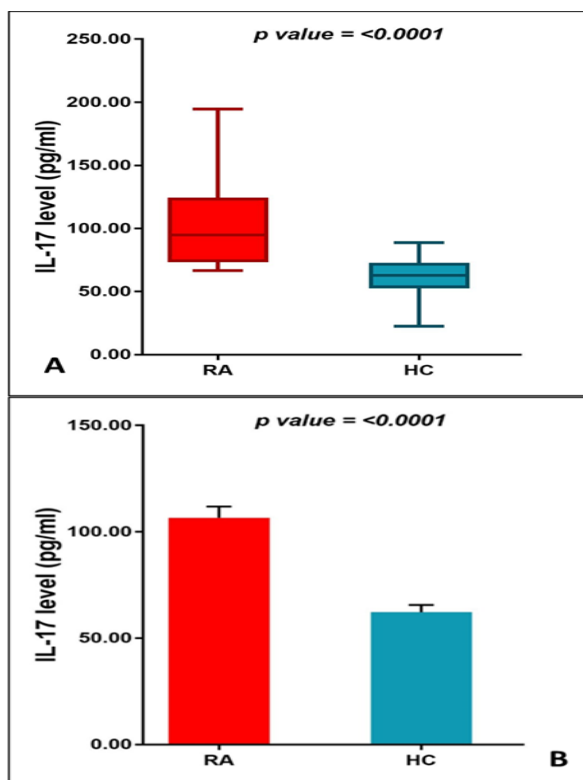 p value = <0.0001
250.00
200.00
150.00
100.00
50.00
0.00
IL-17 level (pg/ml)
RA
HC
A
p value = <0.0001
150.00
100.00
50.00
0.00
IL-17 level (pg/ml)
RA
HC
B